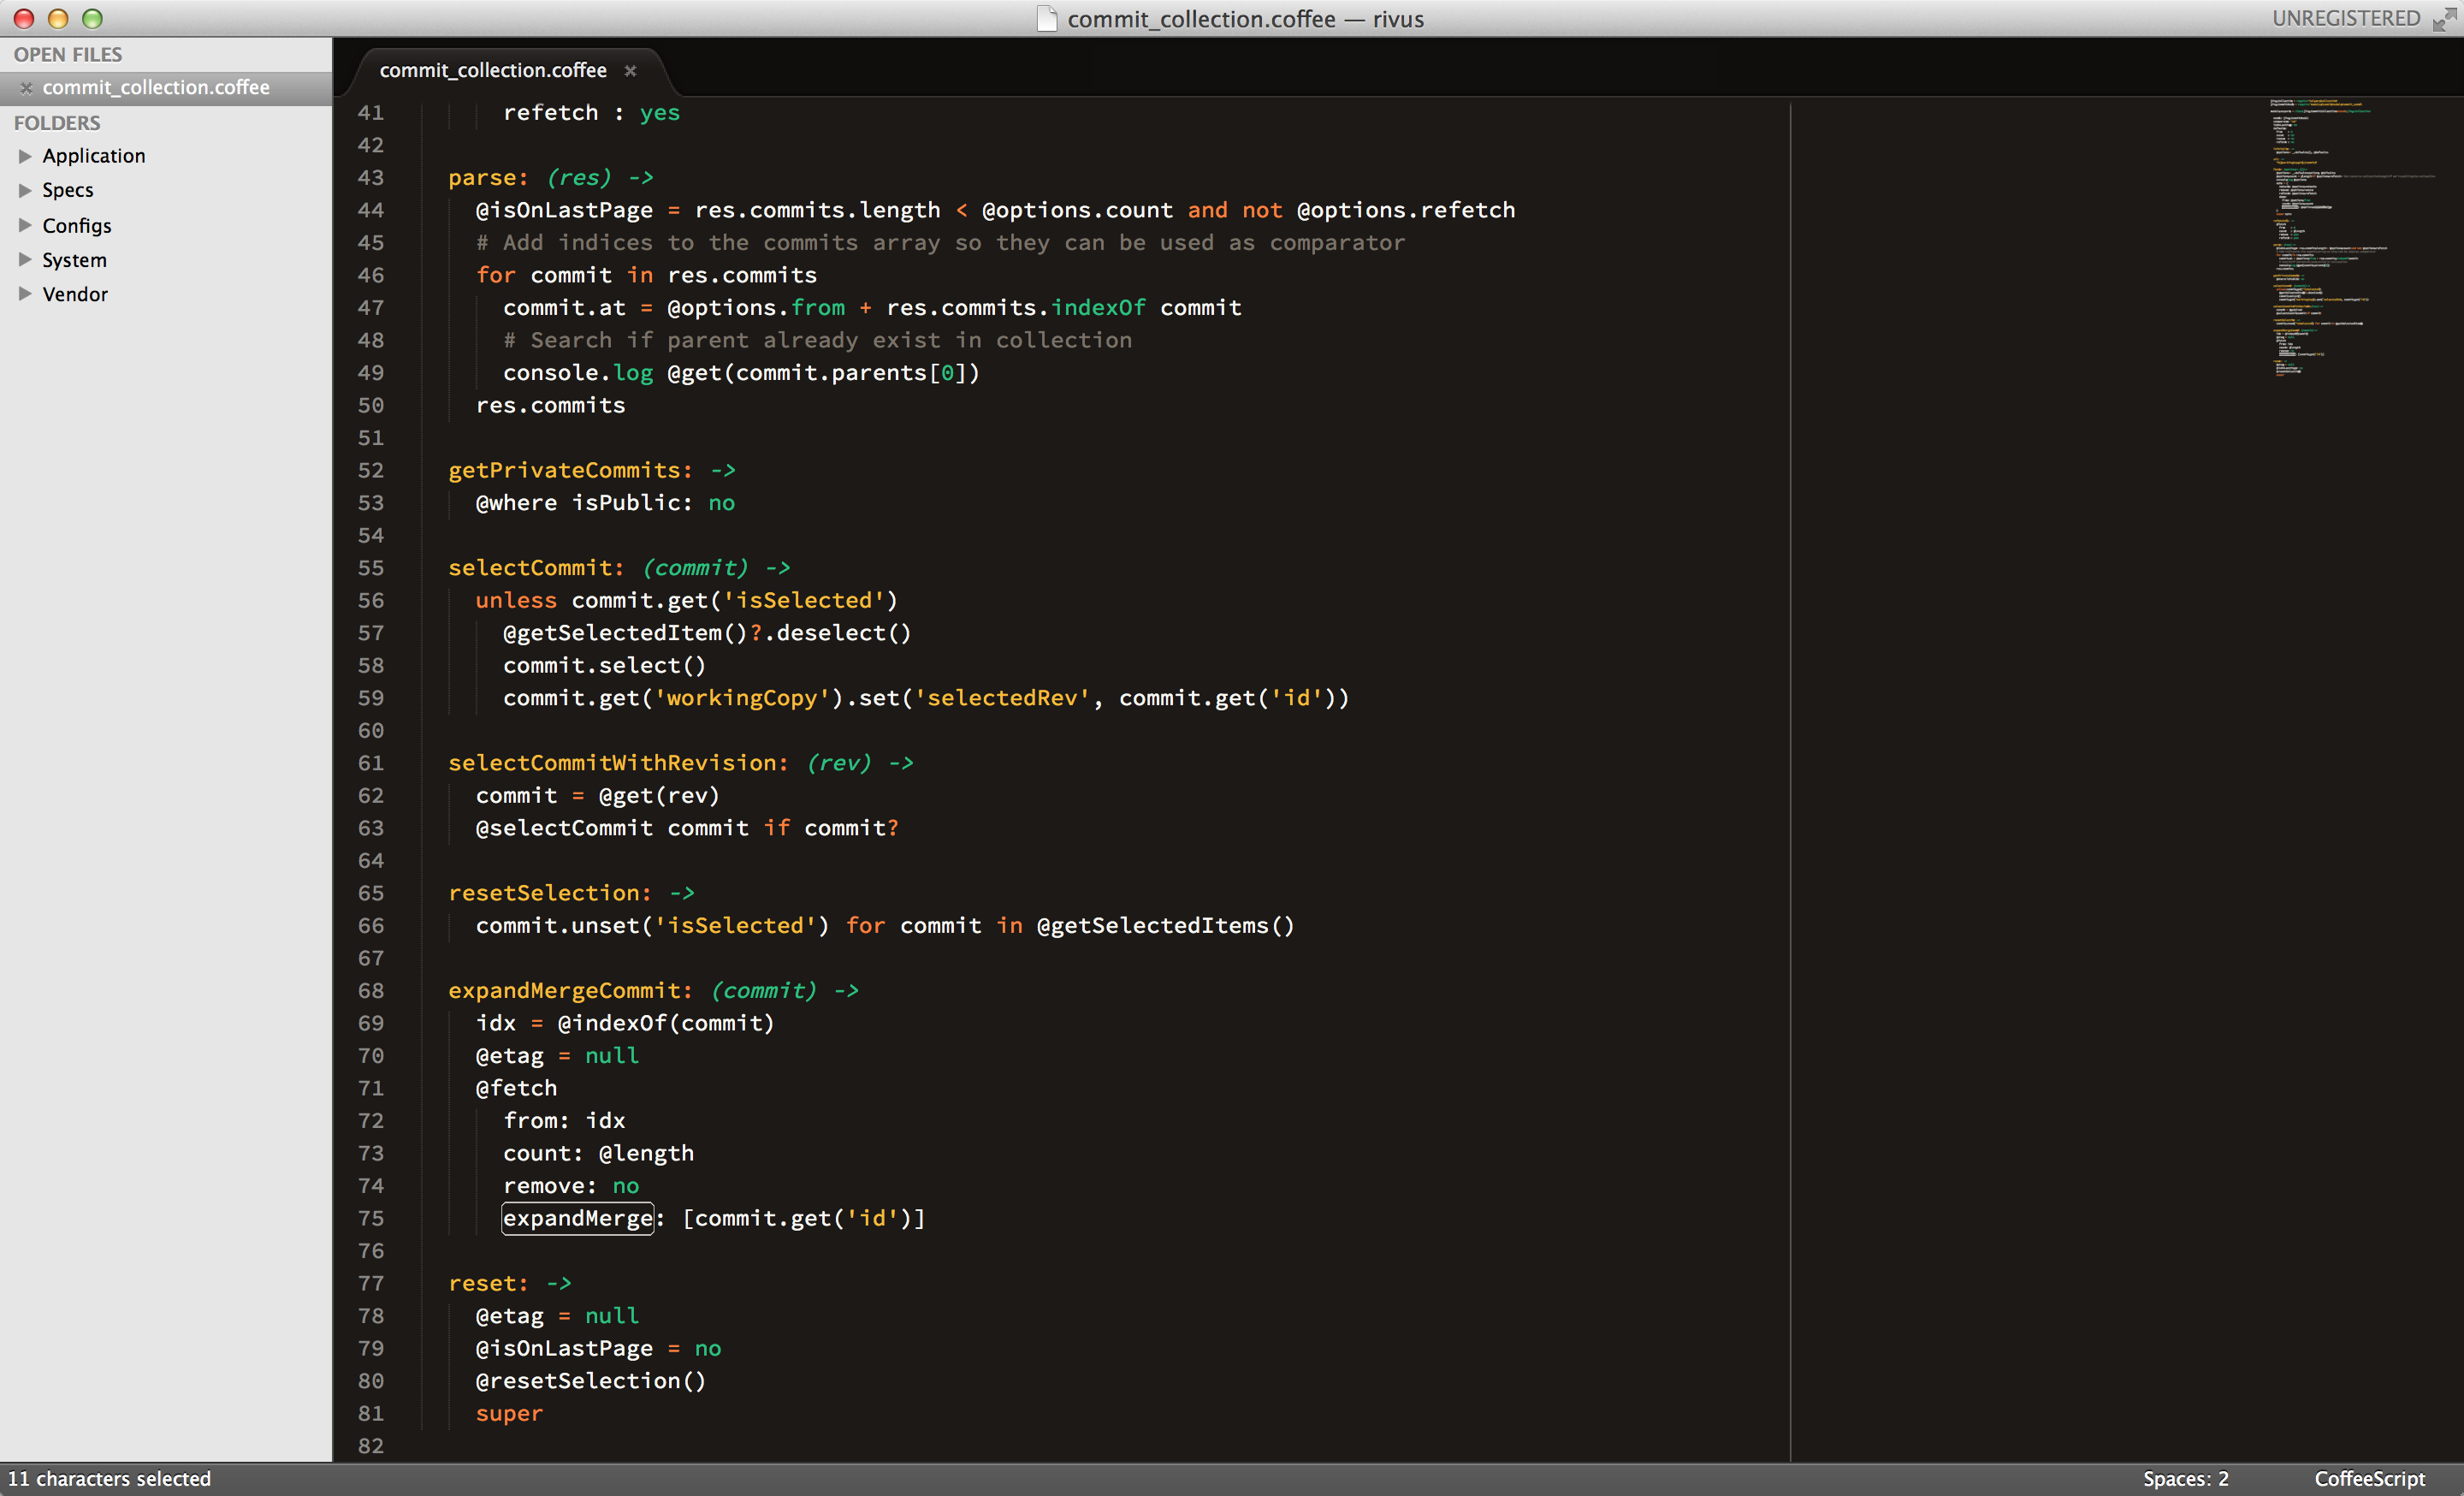 commit_collection.coffee — rivus
UNREGISTERED
OPEN FILES
commit_collection.coffee
FOLDERS
Application
Specs
Configs
System
Vendor
commit_collection.coffee
41 refetch : yes
42
43 parse: (res) ->
44 @isOnLastPage = res.commits.length < @options.count and not @options.refetch
45 # Add indices to the commits array so they can be used as comparator
46 for commit in res.commits
47 commit.at = @options.from + res.commits.indexOf commit
48 # Search if parent already exist in collection
49 console.log @get(commit.parents[0])
50 res.commits
51
52 getPrivateCommits: ->
53 @where isPublic: no
54
55 selectCommit: (commit) ->
56 unless commit.get('isSelected')
57 @getSelectedItem()?.deselect()
58 commit.select()
59 commit.get('workingCopy').set('selectedRev', commit.get('id'))
60
61 selectCommitWithRevision: (rev) ->
62 commit = @get(rev)
63 @selectCommit commit if commit?
64
65 resetSelection: ->
66 commit.unset('isSelected') for commit in @getSelectedItems()
67
68 expandMergeCommit: (commit) ->
69 idx = @indexOf(commit)
70 @etag = null
71 @fetch
72 from: idx
73 count: @length
74 remove: no
75 expandMerge: [commit.get('id')]
76
77 reset: ->
78 @etag = null
79 @isOnLastPage = no
80 @resetSelection()
81 super
82
11 characters selected
Spaces: 2
CoffeeScript